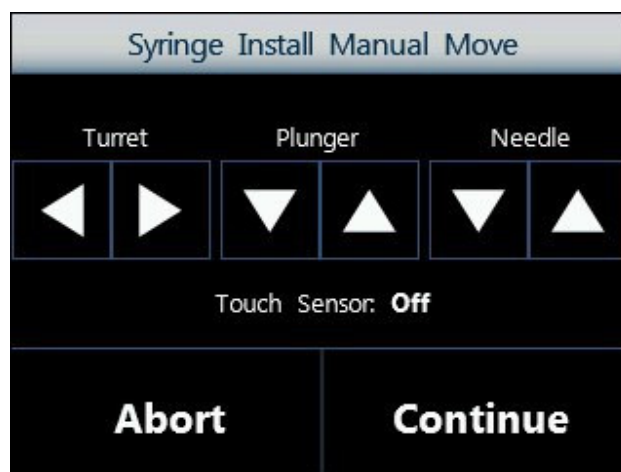 Syringe Install Manual Move
Turret Plunger Needle
Touch Sensor: Off
Abort Continue